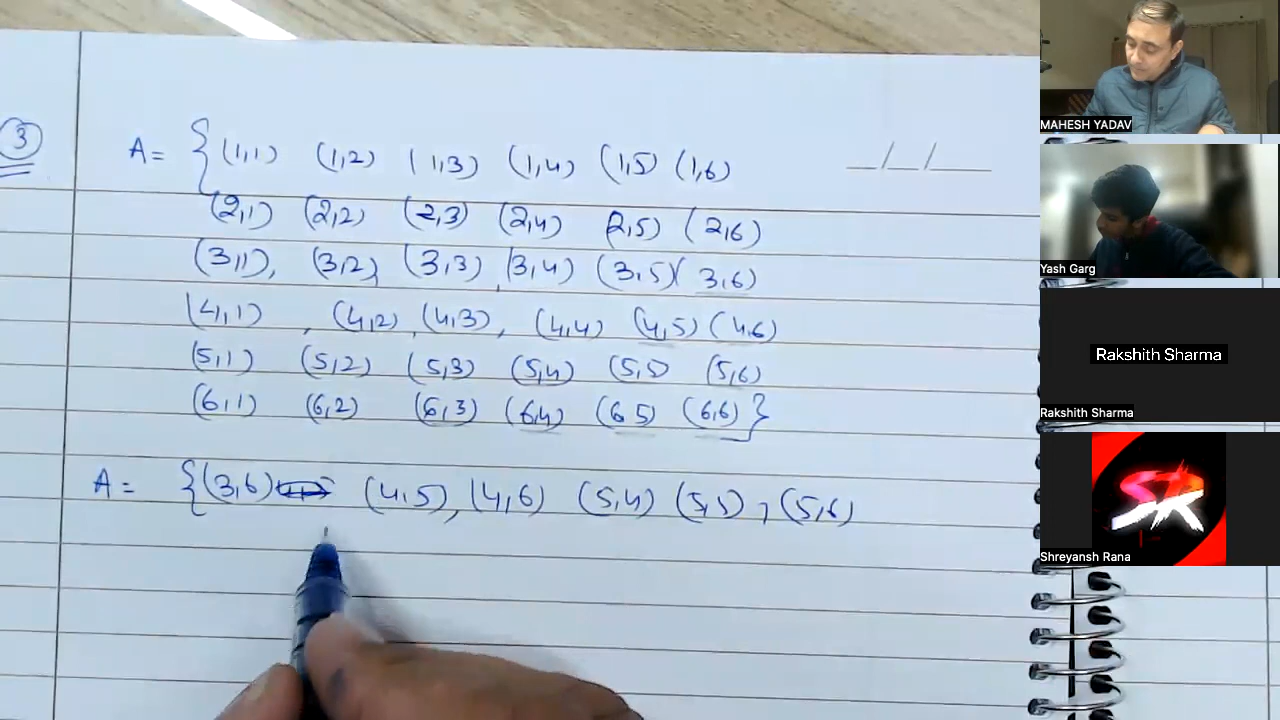 3
A = { (1,1) (1,2) (1,3) (1,4) (1,5) (1,6) _/_/_
(2,1) (2,2) (2,3) (2,4) (2,5) (2,6)
(3,1), (3,2), (3,3), (3,4) (3,5) (3,6)
(4,1), (4,2), (4,3), (4,4) (4,5) (4,6)
(5,1) (5,2) (5,3) (5,4) (5,5) (5,6)
(6,1) (6,2) (6,3) (6,4) (6 5) (6,6) }
A = { (3,6) (4,5), (4,6) (5,4) (5,5), (5,6)
MAHESH YADAV
Yash Garg
Rakshith Sharma
Rakshith Sharma
SR
Shreyansh Rana